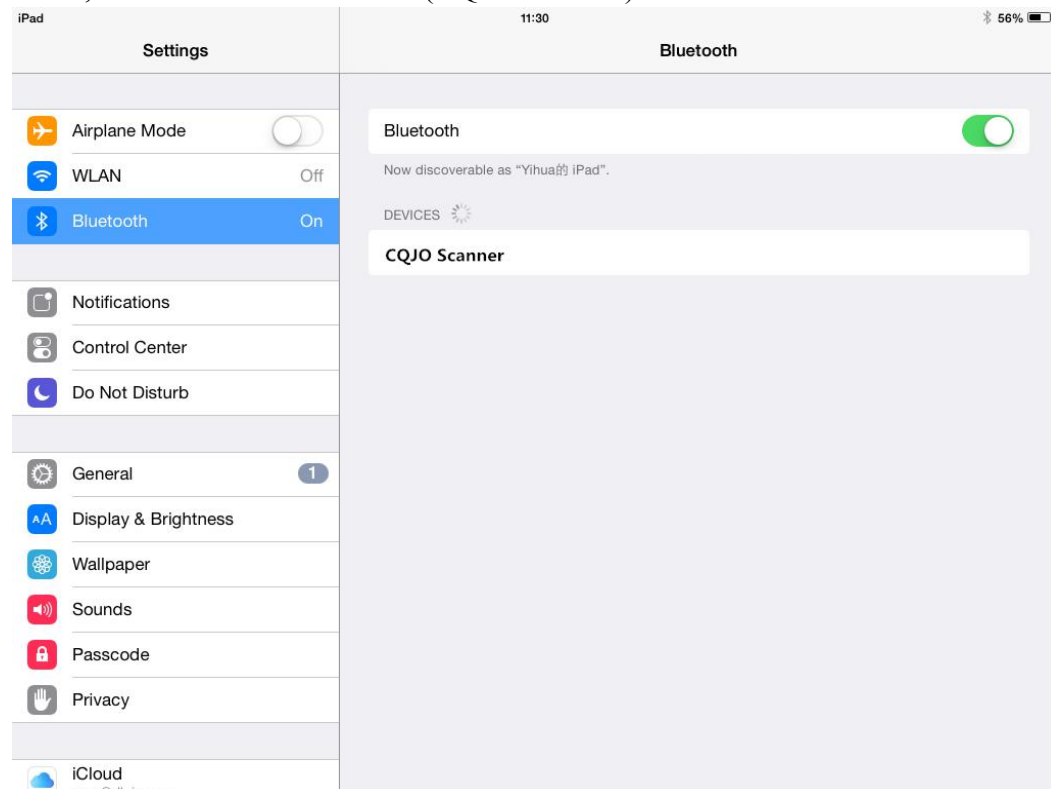 iPad 11:30 56%
Settings
Bluetooth
Airplane Mode
WLAN Off
Bluetooth On
Notifications
Control Center
Do Not Disturb
General 1
Display & Brightness
Wallpaper
Sounds
Passcode
Privacy
iCloud
Bluetooth
Now discoverable as “Yihua的 iPad”.
DEVICES
CQJO Scanner